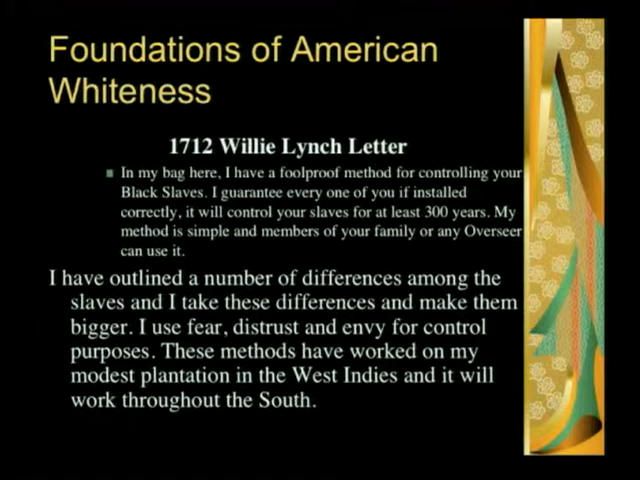 Foundations of American
Whiteness
1712 Willie Lynch Letter
In my bag here, I have a foolproof method for controlling your
Black Slaves. I guarantee every one of you if installed
correctly, it will control your slaves for at least 300 years. My
method is simple and members of your family or any Overseer
can use it.
I have outlined a number of differences among the
slaves and I take these differences and make them
bigger. I use fear, distrust and envy for control
purposes. These methods have worked on my
modest plantation in the West Indies and it will
work throughout the South.